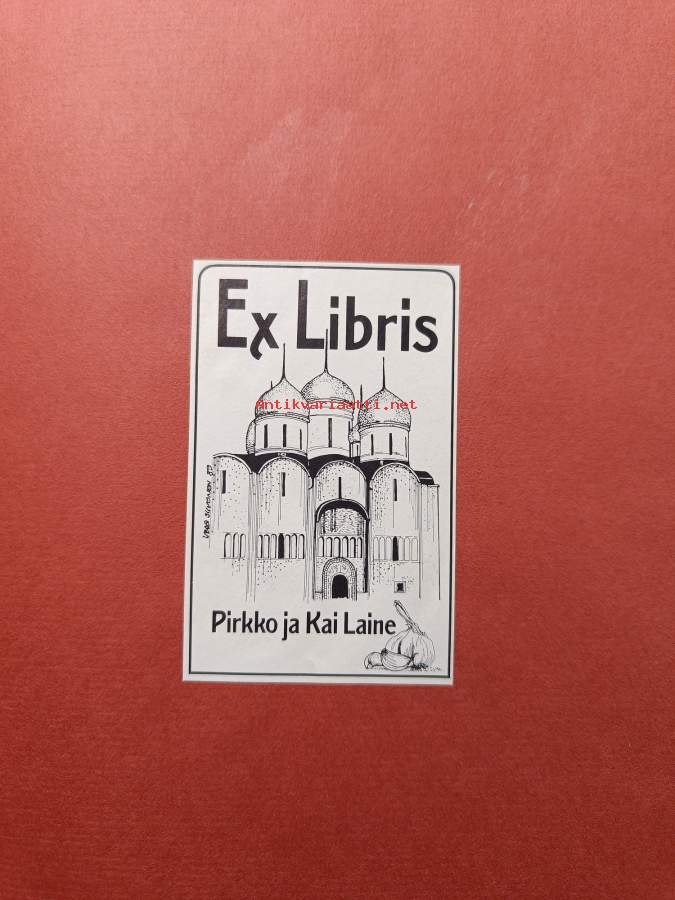 Ex Libris
Antikvariaatti.net
Pirkko ja Kai Laine